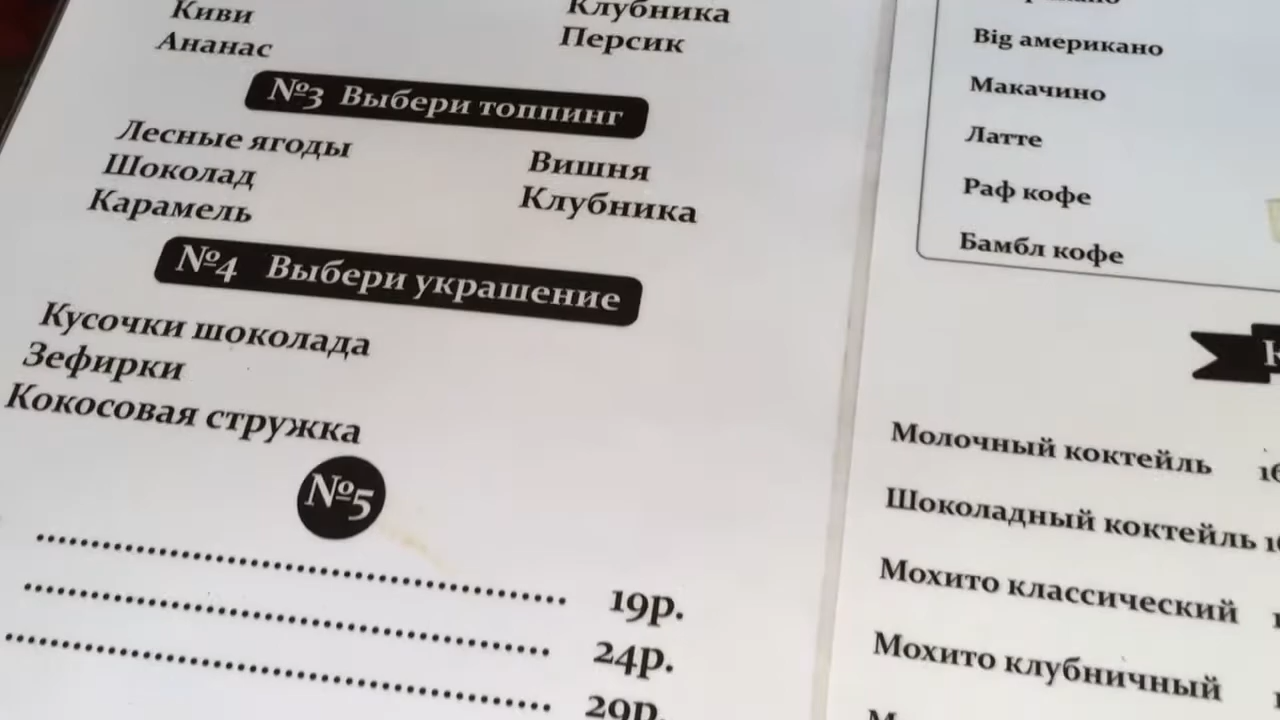 Киви Клубника
Ананас Персик
№3 Выбери топпинг
Лесные ягоды Вишня
Шоколад Клубника
Карамель
№4 Выбери украшение
Кусочки шоколада
Зефирки
Кокосовая стружка
№5
19р.
24р.
29р.
Big американо
Макачино
Латте
Раф кофе
Бамбл кофе
Молочный коктейль
Шоколадный коктейль
Мохито классический
Мохито клубничный